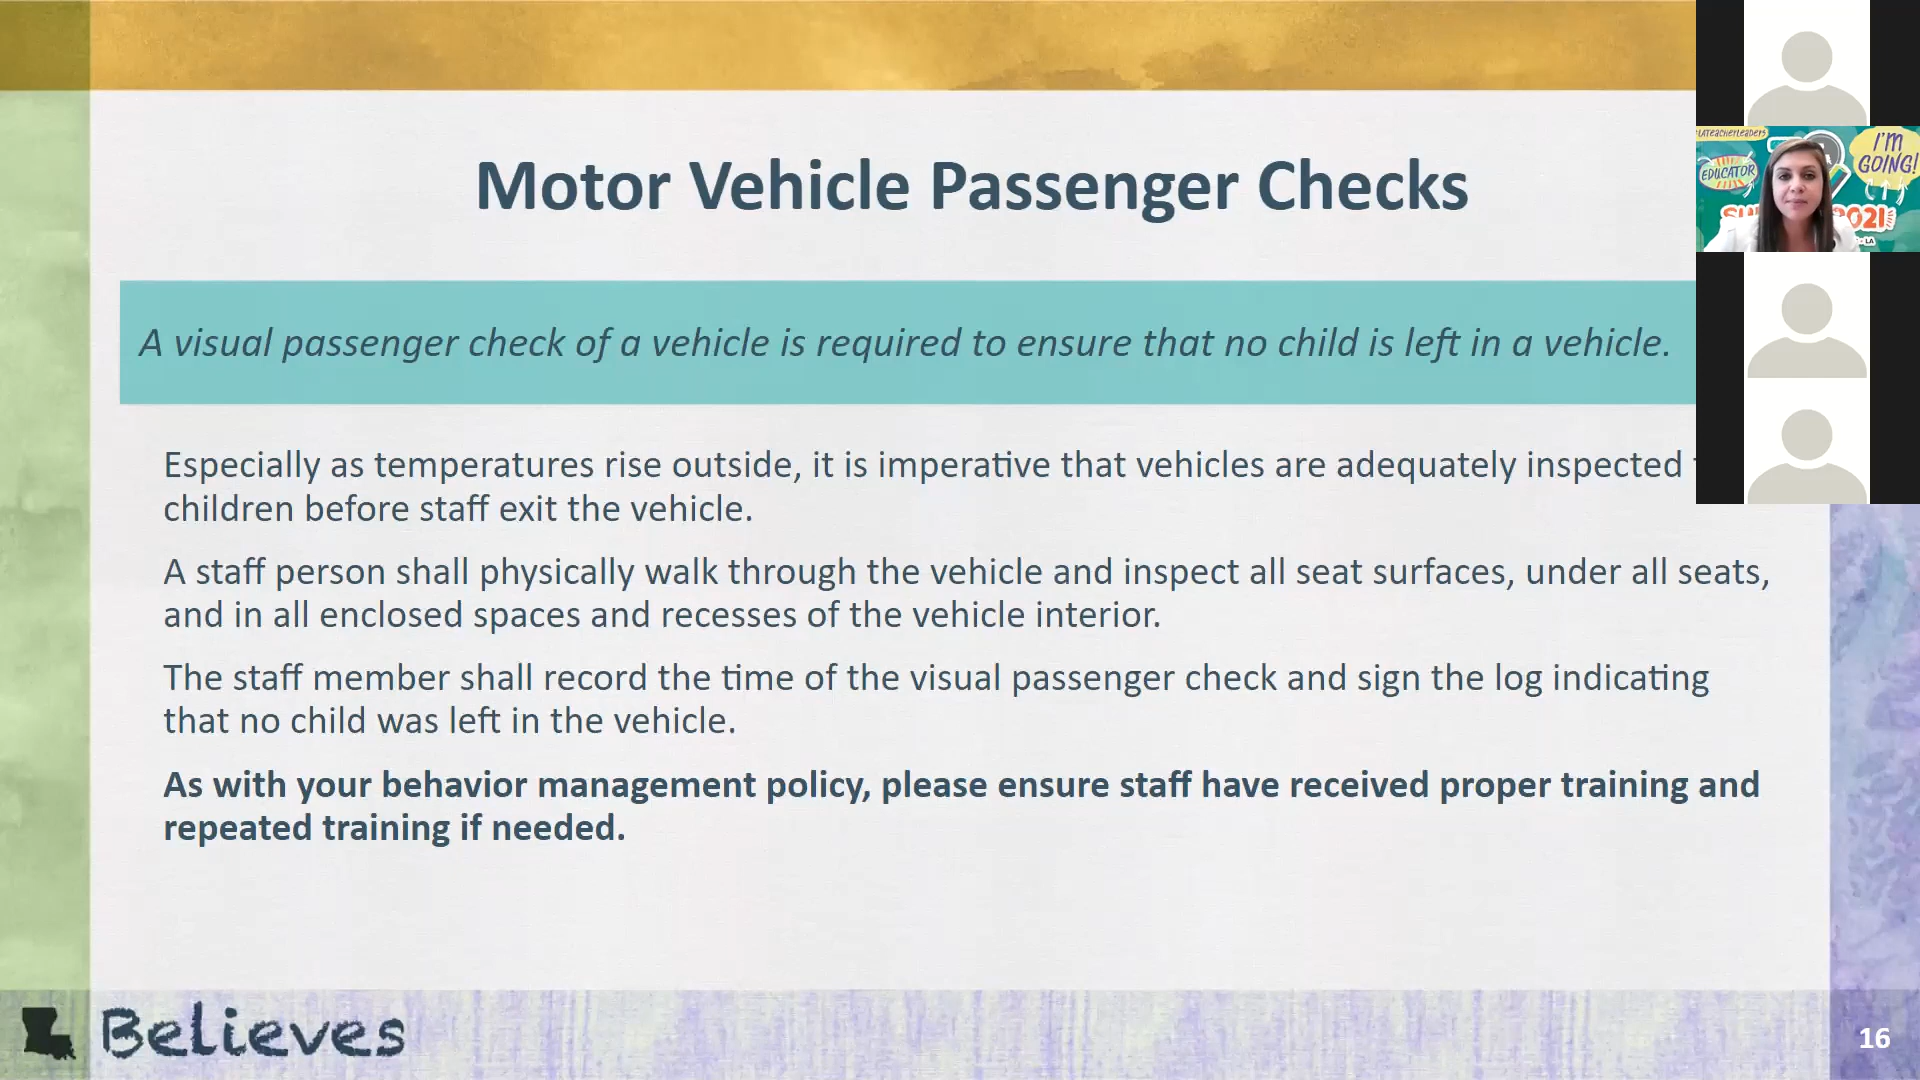 Motor Vehicle Passenger Checks
A visual passenger check of a vehicle is required to ensure that no child is left in a vehicle.
Especially as temperatures rise outside, it is imperative that vehicles are adequately inspected
children before staff exit the vehicle.
A staff person shall physically walk through the vehicle and inspect all seat surfaces, under all seats,
and in all enclosed spaces and recesses of the vehicle interior.
The staff member shall record the time of the visual passenger check and sign the log indicating
that no child was left in the vehicle.
As with your behavior management policy, please ensure staff have received proper training and
repeated training if needed.
Believes
16
LATEACHERLEADERS
EDUCATOR
I'M
GOING!
2021
LA